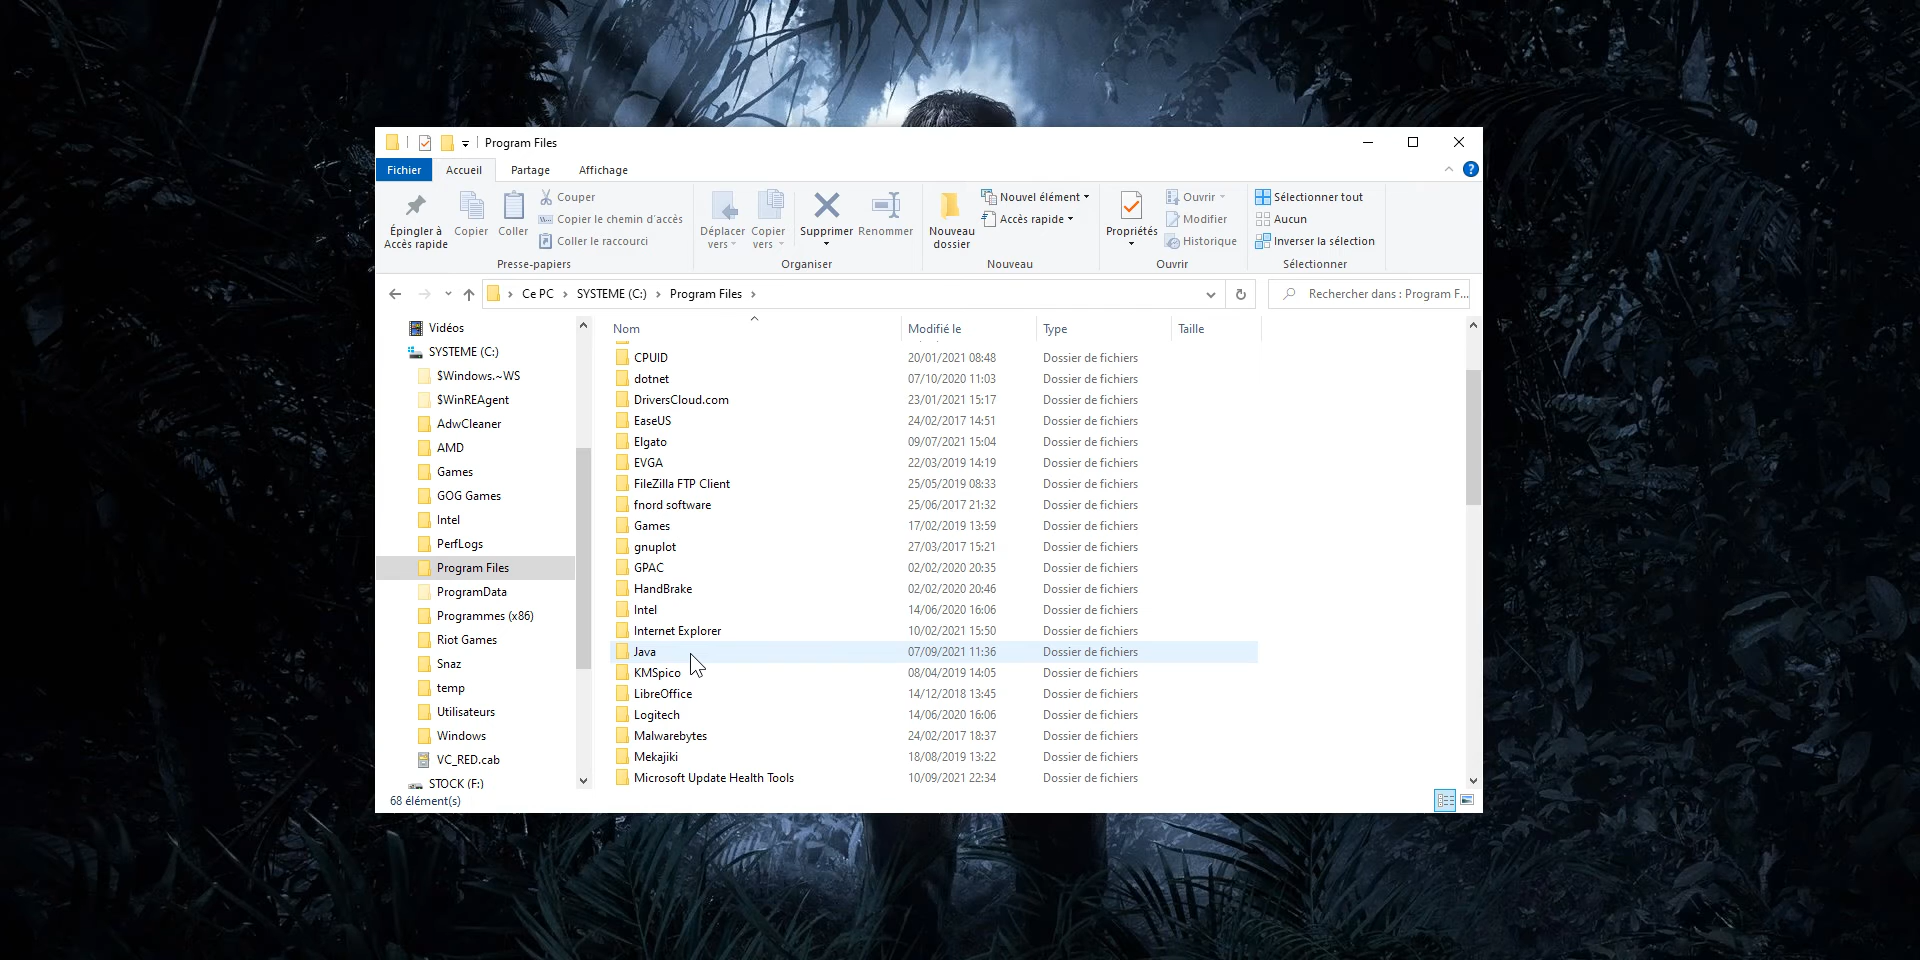 Program Files
Fichier Accueil Partage Affichage
Épingler à Accès rapide
Copier
Coller
Couper
Copier le chemin d'accès
Coller le raccourci
Presse-papiers
Déplacer vers
Copier vers
Supprimer
Renommer
Organiser
Nouveau dossier
Nouvel élément
Accès rapide
Nouveau
Propriétés
Ouvrir
Modifier
Historique
Ouvrir
Sélectionner tout
Aucun
Inverser la sélection
Sélectionner
Ce PC > SYSTEME (C:) > Program Files >
Rechercher dans : Program F...
Vidéos
SYSTEME (C:)
$Windows.~WS
$WinREAgent
AdwCleaner
AMD
Games
GOG Games
Intel
PerfLogs
Program Files
ProgramData
Programmes (x86)
Riot Games
Snaz
temp
Utilisateurs
Windows
VC_RED.cab
STOCK (F:)
Nom Modifié le Type Taille
CPUID 20/01/2021 08:48 Dossier de fichiers
dotnet 07/10/2020 11:03 Dossier de fichiers
DriversCloud.com 23/01/2021 15:17 Dossier de fichiers
EaseUS 24/02/2017 14:51 Dossier de fichiers
Elgato 09/07/2021 15:04 Dossier de fichiers
EVGA 22/03/2019 14:19 Dossier de fichiers
FileZilla FTP Client 25/05/2019 08:33 Dossier de fichiers
fnord software 25/06/2017 21:32 Dossier de fichiers
Games 17/02/2019 13:59 Dossier de fichiers
gnuplot 27/03/2017 15:21 Dossier de fichiers
GPAC 02/02/2020 20:35 Dossier de fichiers
HandBrake 02/02/2020 20:46 Dossier de fichiers
Intel 14/06/2020 16:06 Dossier de fichiers
Internet Explorer 10/02/2021 15:50 Dossier de fichiers
Java 07/09/2021 11:36 Dossier de fichiers
KMSpico 08/04/2019 14:05 Dossier de fichiers
LibreOffice 14/12/2018 13:45 Dossier de fichiers
Logitech 14/06/2020 16:06 Dossier de fichiers
Malwarebytes 24/02/2017 18:37 Dossier de fichiers
Mekajiki 18/08/2019 13:22 Dossier de fichiers
Microsoft Update Health Tools 10/09/2021 22:34 Dossier de fichiers
68 élément(s)